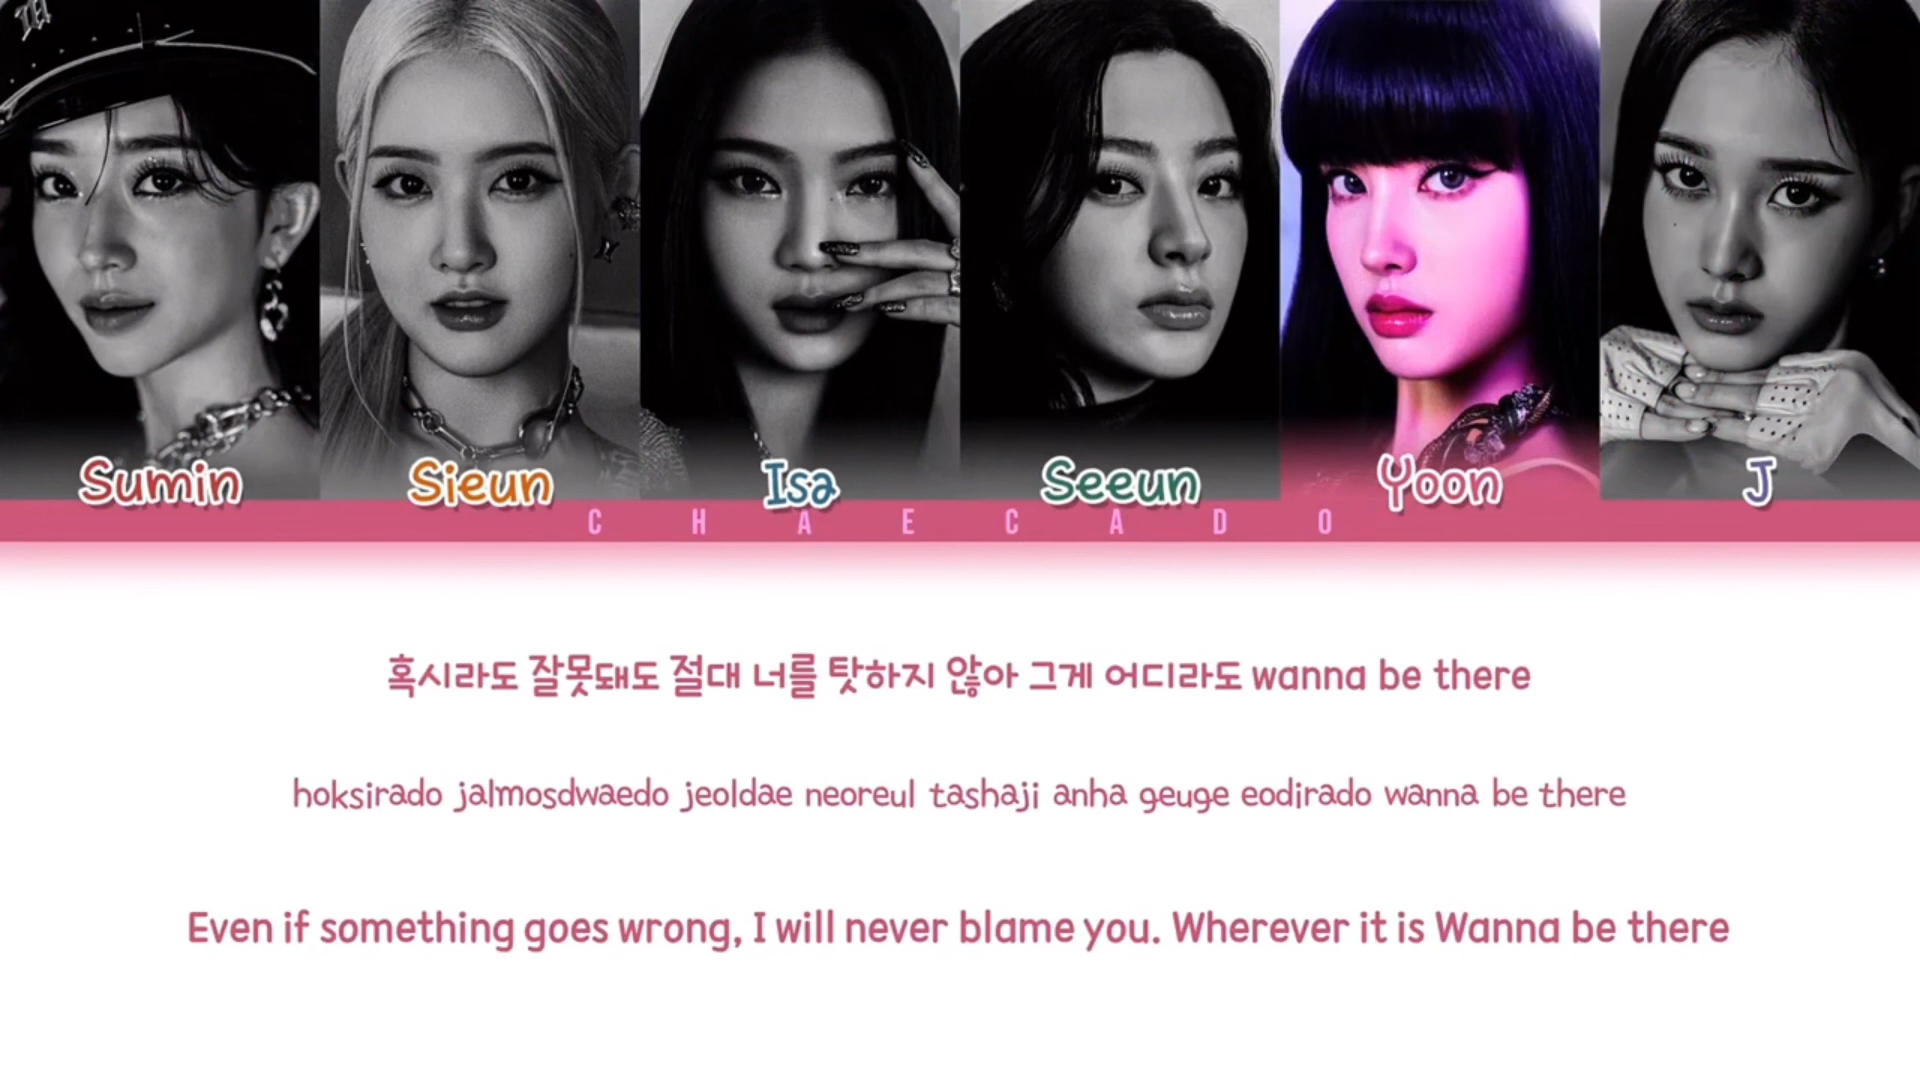 Sumin Sieun Isa Seeun Yoon J
CHAECADO
혹시라도 잘못돼도 절대 너를 탓하지 않아 그게 어디라도 wanna be there
hoksirado jalmosdwaedo jeoldae neoreul tashaji anha geuge eodirado wanna be there
Even if something goes wrong, I will never blame you. Wherever it is Wanna be there